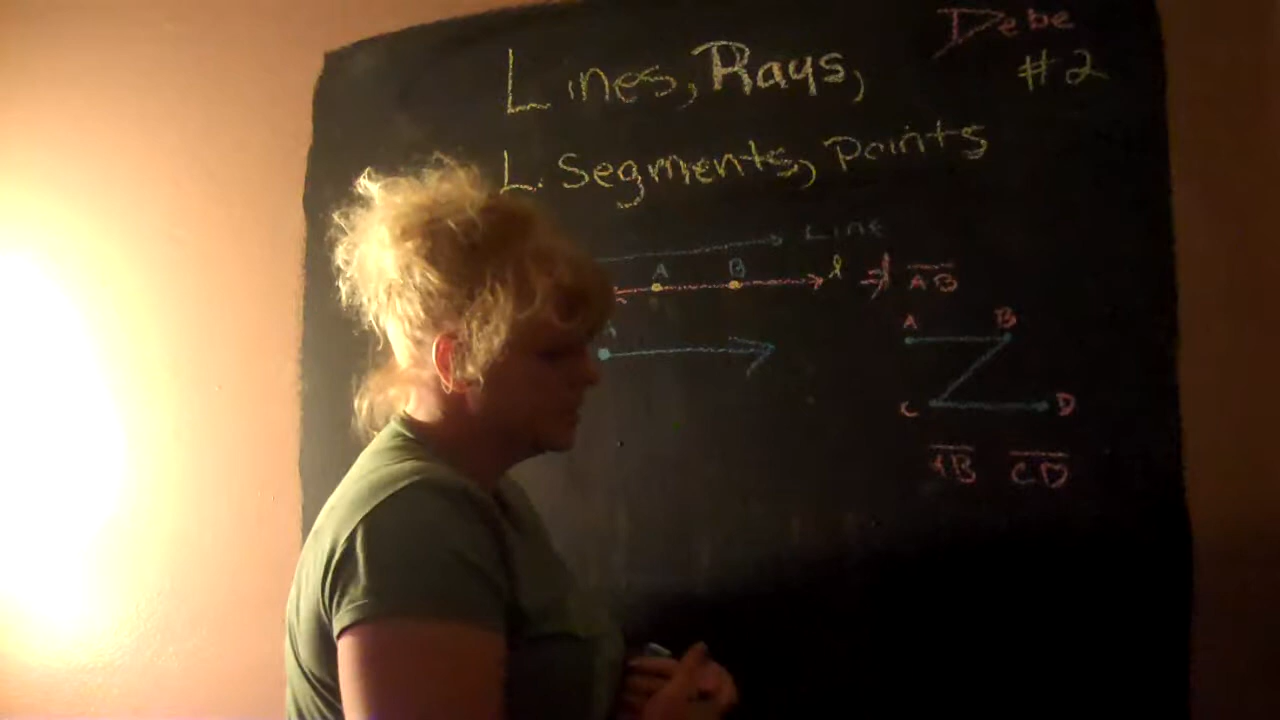 Debe
#2
Lines, Rays,
L. Segments, Points
Line
A B l AB
A B
C D
AB CD